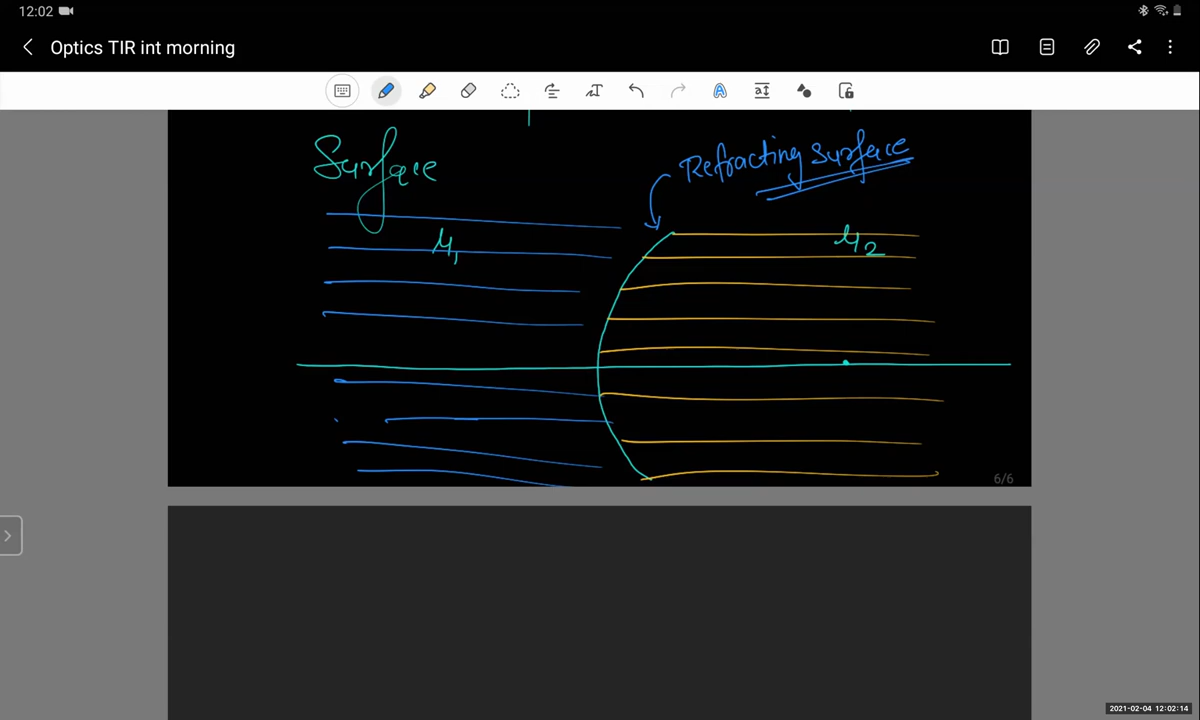 12:02
Optics TIR int morning
Surface
Refracting Surface
μ1
μ2
6/6
2021-02-04 12:02:14